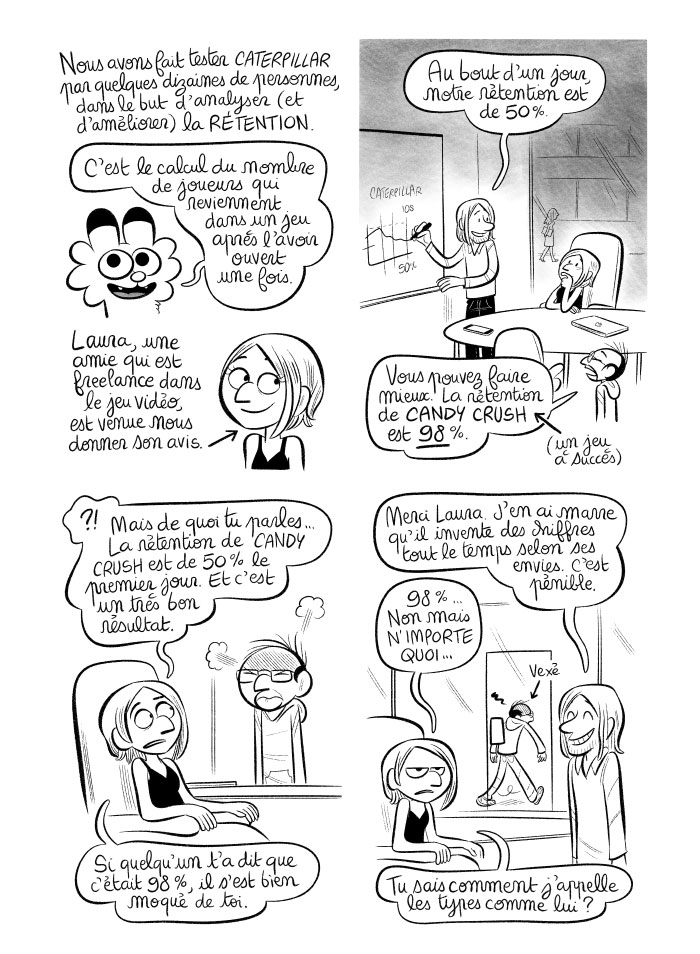 Nous avons fait tester CATERPILLAR
par quelques dizaines de personnes,
dans le but d'analyser (et
d'améliorer) la RÉTENTION.
C'est le calcul du nombre
de joueurs qui
reviennent
dans un jeu
après l'avoir
ouvert
une fois.
Laura, une
amie qui est
freelance dans
le jeu vidéo,
est venue nous
donner son avis.
Au bout d'un jour,
notre rétention est
de 50%.
CATERPILLAR
50%
Vous pouvez faire
mieux. La rétention
de CANDY CRUSH
est 98%.
(un jeu
à succès)
?! Mais de quoi tu parles...
La rétention de CANDY
CRUSH est de 50% le
premier jour. Et c'est
un très bon
résultat.
Si quelqu'un t'a dit que
c'était 98%, il s'est bien
moqué de toi.
Merci Laura. J'en ai marre
qu'il invente des chiffres
tout le temps selon ses
envies. C'est
pénible.
98%...
Non mais
N'IMPORTE
QUOI...
Vexé
Tu sais comment j'appelle
les types comme lui ?